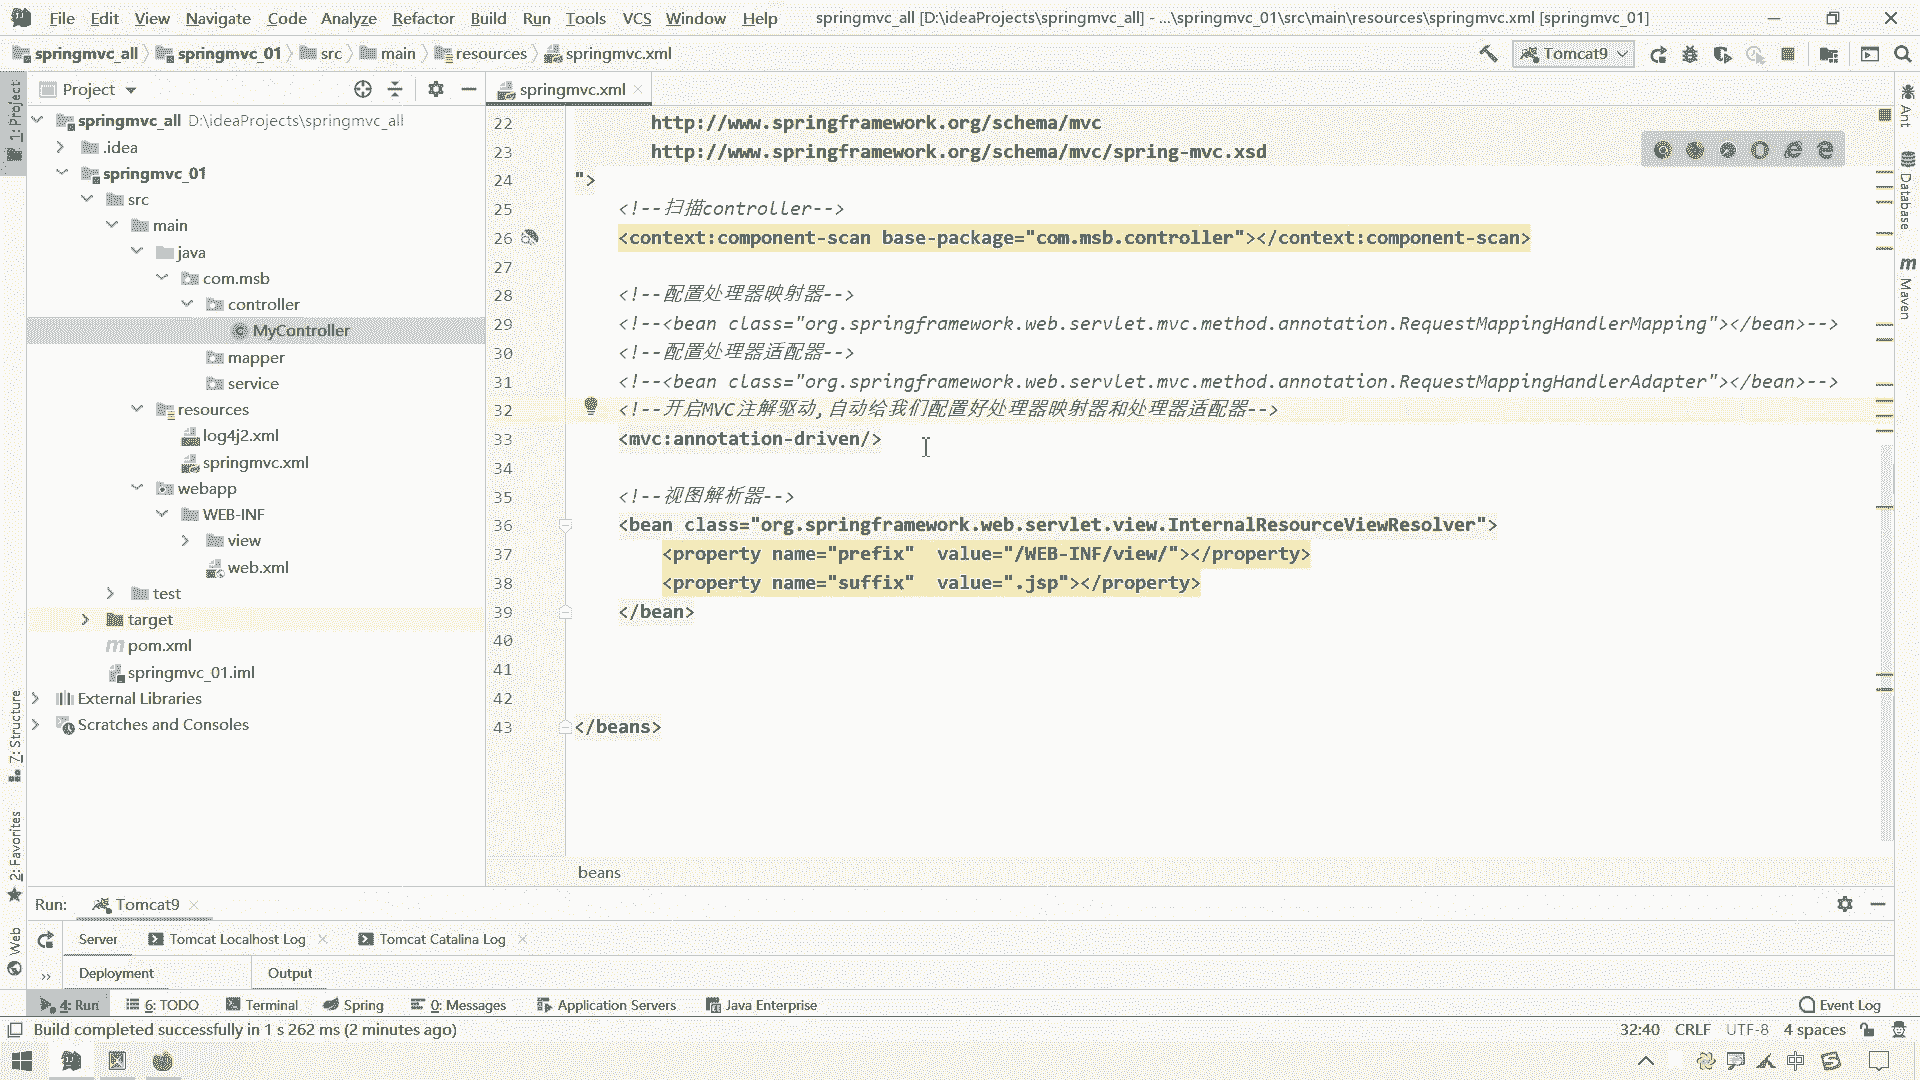 File Edit View Navigate Code Analyze Refactor Build Run Tools VCS Window Help springmvc_all [D:\ideaProjects\springmvc_all] - ...\springmvc_01\src\main\resources\springmvc.xml [springmvc_01]
springmvc_all springmvc_01 src main resources springmvc.xml Tomcat9
1: Project
Project
springmvc.xml
springmvc_all D:\ideaProjects\springmvc_all
.idea
springmvc_01
src
main
java
com.msb
controller
MyController
mapper
service
resources
log4j2.xml
springmvc.xml
webapp
WEB-INF
view
web.xml
test
target
pom.xml
springmvc_01.iml
External Libraries
Scratches and Consoles
22 http://www.springframework.org/schema/mvc
23 http://www.springframework.org/schema/mvc/spring-mvc.xsd
24 ">
25 <!--扫描controller-->
26 <context:component-scan base-package="com.msb.controller"></context:component-scan>
27
28 <!--配置处理器映射器-->
29 <!--<bean class="org.springframework.web.servlet.mvc.method.annotation.RequestMappingHandlerMapping"></bean>-->
30 <!--配置处理器适配器-->
31 <!--<bean class="org.springframework.web.servlet.mvc.method.annotation.RequestMappingHandlerAdapter"></bean>-->
32 <!--开启MVC注解驱动,自动给我们配置好处理器映射器和处理器适配器-->
33 <mvc:annotation-driven/>
34
35 <!--视图解析器-->
36 <bean class="org.springframework.web.servlet.view.InternalResourceViewResolver">
37 <property name="prefix"  value="/WEB-INF/view/"></property>
38 <property name="suffix"  value=".jsp"></property>
39 </bean>
40
41
42
43 </beans>
beans
Ant
Database
Maven
7: Structure
2: Favorites
Web
Run: Tomcat9
Server Tomcat Localhost Log Tomcat Catalina Log
Deployment Output
4: Run 6: TODO Terminal Spring 0: Messages Application Servers Java Enterprise Event Log
Build completed successfully in 1 s 262 ms (2 minutes ago) 32:40 CRLF UTF-8 4 spaces
中